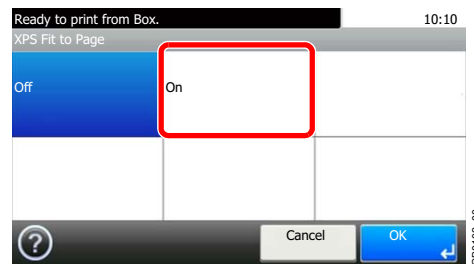 Ready to print from Box.
10:10
XPS Fit to Page
Off
On
?
Cancel
OK